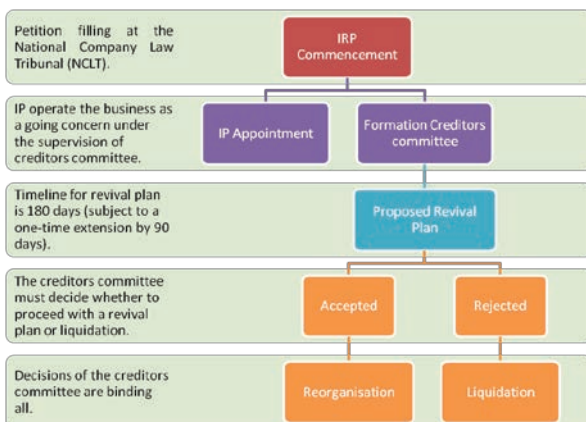 Petition filling at the
National Company Law
Tribunal (NCLT).
IRP
Commencement
IP operate the business as
a going concern under
the supervision of
creditors committee.
IP Appointment
Formation Creditors
committee
Timeline for revival plan
is 180 days (subject to a
one-time extension by 90
days).
Proposed Revival
Plan
The creditors committee
must decide whether to
proceed with a revival
plan or liquidation.
Accepted
Rejected
Decisions of the creditors
committee are binding
all.
Reorganisation
Liquidation